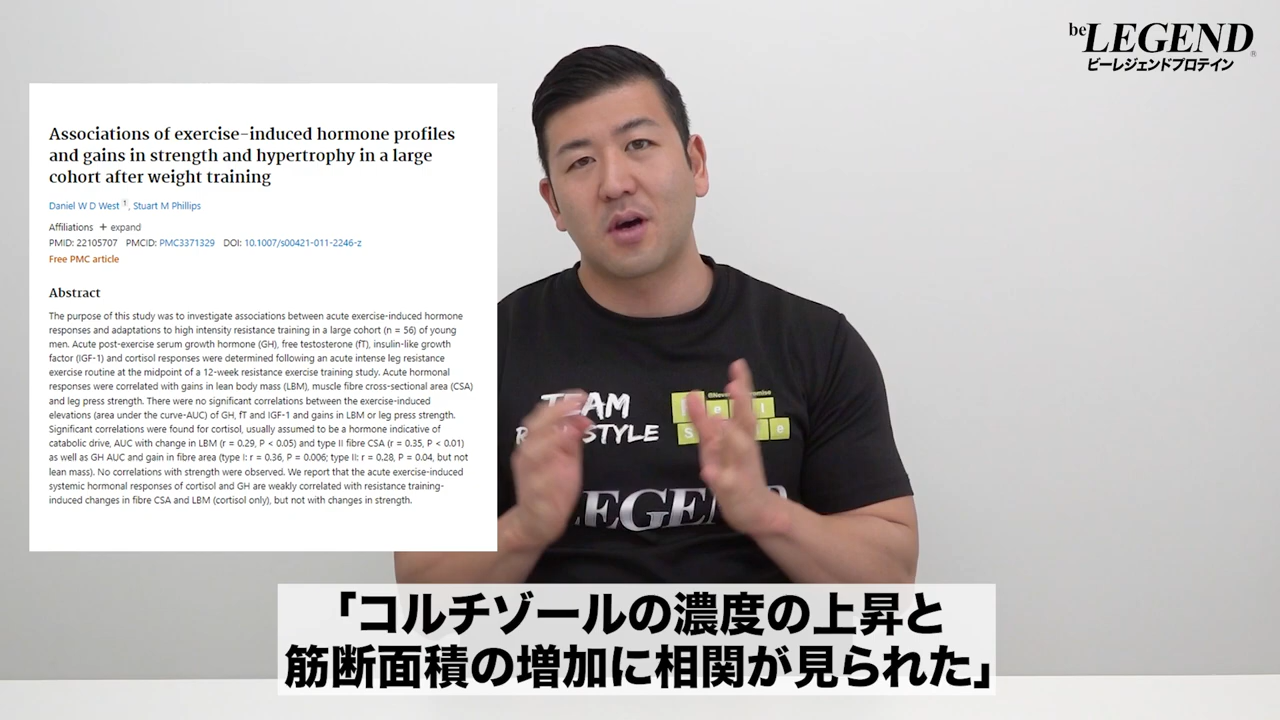 be LEGEND®
ビーレジェンドプロテイン
Associations of exercise-induced hormone profiles
and gains in strength and hypertrophy in a large
cohort after weight training
Daniel W D West 1, Stuart M Phillips
Affiliations + expand
PMID: 22105707 PMCID: PMC3371329 DOI: 10.1007/s00421-011-2246-z
Free PMC article
Abstract
The purpose of this study was to investigate associations between acute exercise-induced hormone
responses and adaptations to high intensity resistance training in a large cohort (n = 56) of young
men. Acute post-exercise serum growth hormone (GH), free testosterone (fT), insulin-like growth
factor (IGF-1) and cortisol responses were determined following an acute intense leg resistance
exercise routine at the midpoint of a 12-week resistance exercise training study. Acute hormonal
responses were correlated with gains in lean body mass (LBM), muscle fibre cross-sectional area (CSA)
and leg press strength. There were no significant correlations between the exercise-induced
elevations (area under the curve-AUC) of GH, fT and IGF-1 and gains in LBM or leg press strength.
Significant correlations were found for cortisol, usually assumed to be a hormone indicative of
catabolic drive, AUC with change in LBM (r = 0.29, P < 0.05) and type II fibre CSA (r = 0.35, P < 0.01)
as well as GH AUC and gain in fibre area (type I: r = 0.36, P = 0.006; type II: r = 0.28, P = 0.04, but not
lean mass). No correlations with strength were observed. We report that the acute exercise-induced
systemic hormonal responses of cortisol and GH are weakly correlated with resistance training-
induced changes in fibre CSA and LBM (cortisol only), but not with changes in strength.
TEAM
STYLE
LEGEND
「コルチゾールの濃度の上昇と
筋断面積の増加に相関が見られた」